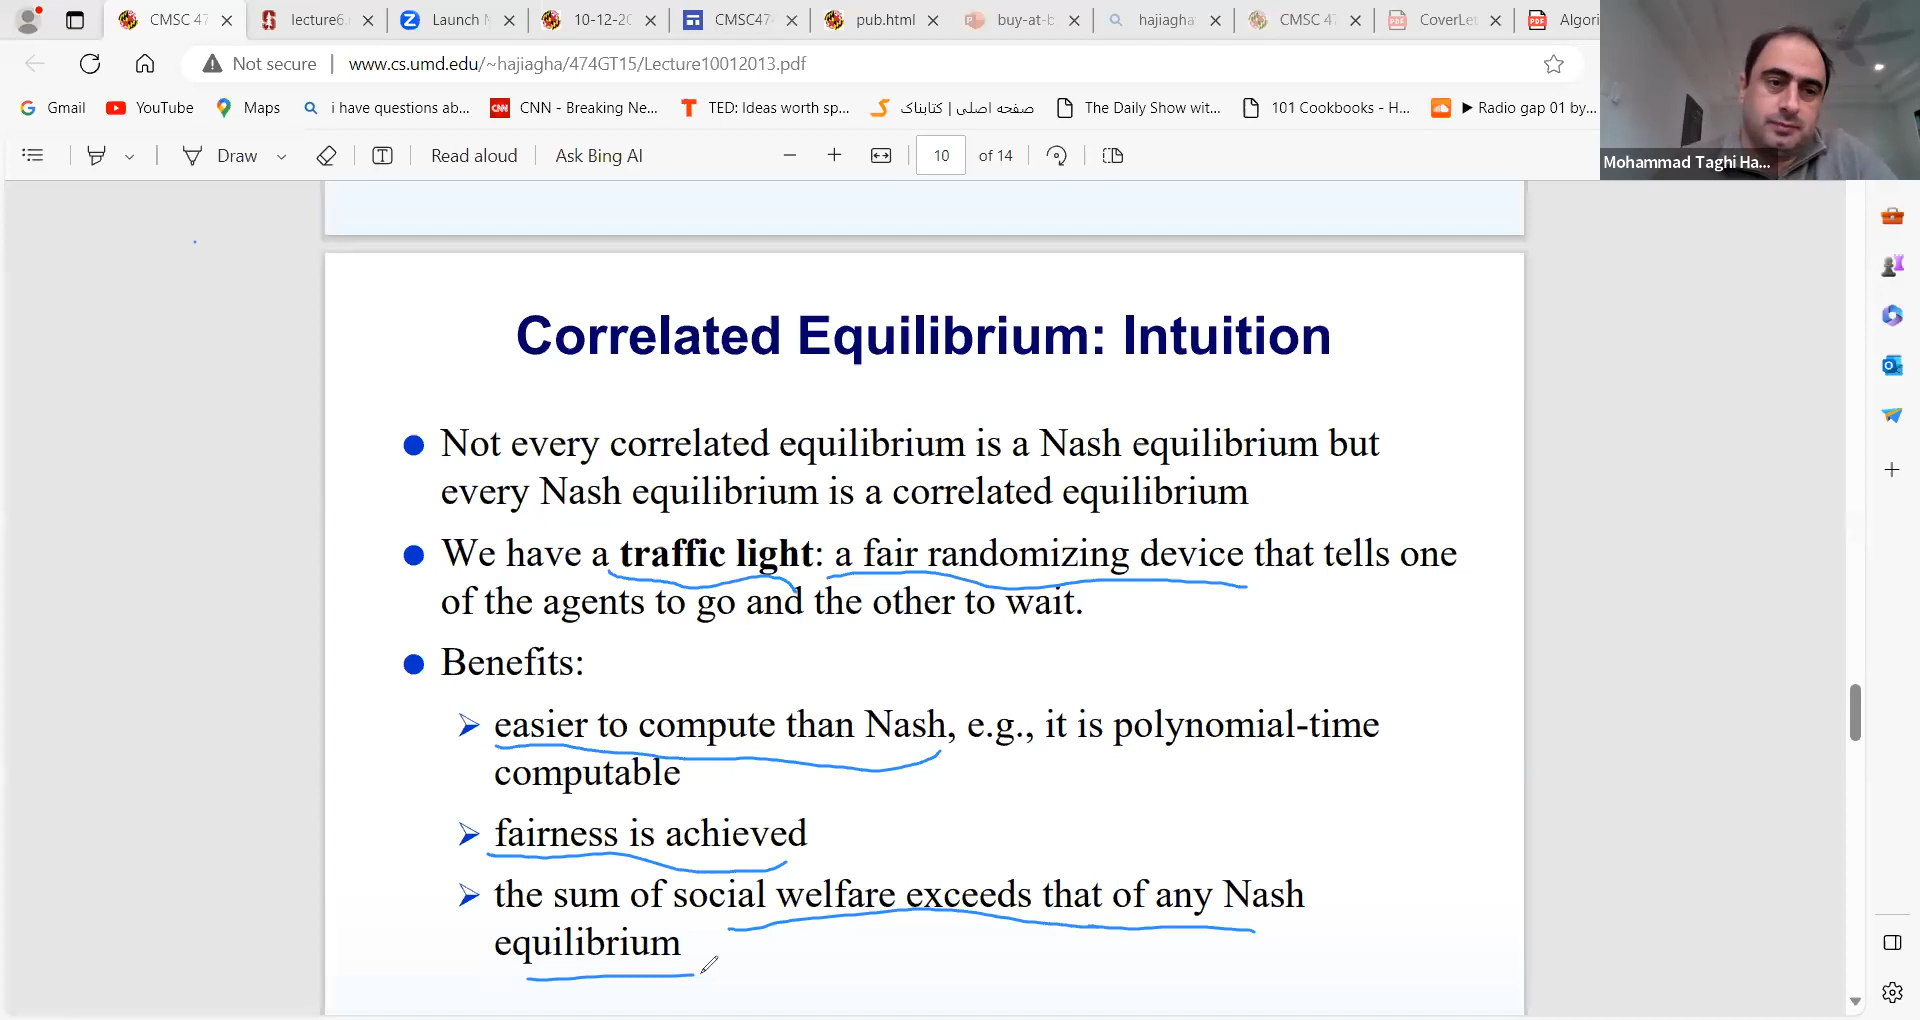 CMSC 47
lecture6.r
Launch M
10-12-20
CMSC47
pub.html
buy-at-b
hajiagha
CMSC 47
CoverLet
Algori
Not secure
www.cs.umd.edu/~hajiagha/474GT15/Lecture10012013.pdf
Gmail
YouTube
Maps
i have questions ab...
CNN - Breaking Ne...
TED: Ideas worth sp...
صفحه اصلی | کتابناک
The Daily Show wit...
101 Cookbooks - H...
▶ Radio gap 01 by...
Draw
Read aloud
Ask Bing AI
10
of 14
Mohammad Taghi Ha...
Correlated Equilibrium: Intuition
Not every correlated equilibrium is a Nash equilibrium but
every Nash equilibrium is a correlated equilibrium
We have a traffic light: a fair randomizing device that tells one
of the agents to go and the other to wait.
Benefits:
easier to compute than Nash, e.g., it is polynomial-time
computable
fairness is achieved
the sum of social welfare exceeds that of any Nash
equilibrium